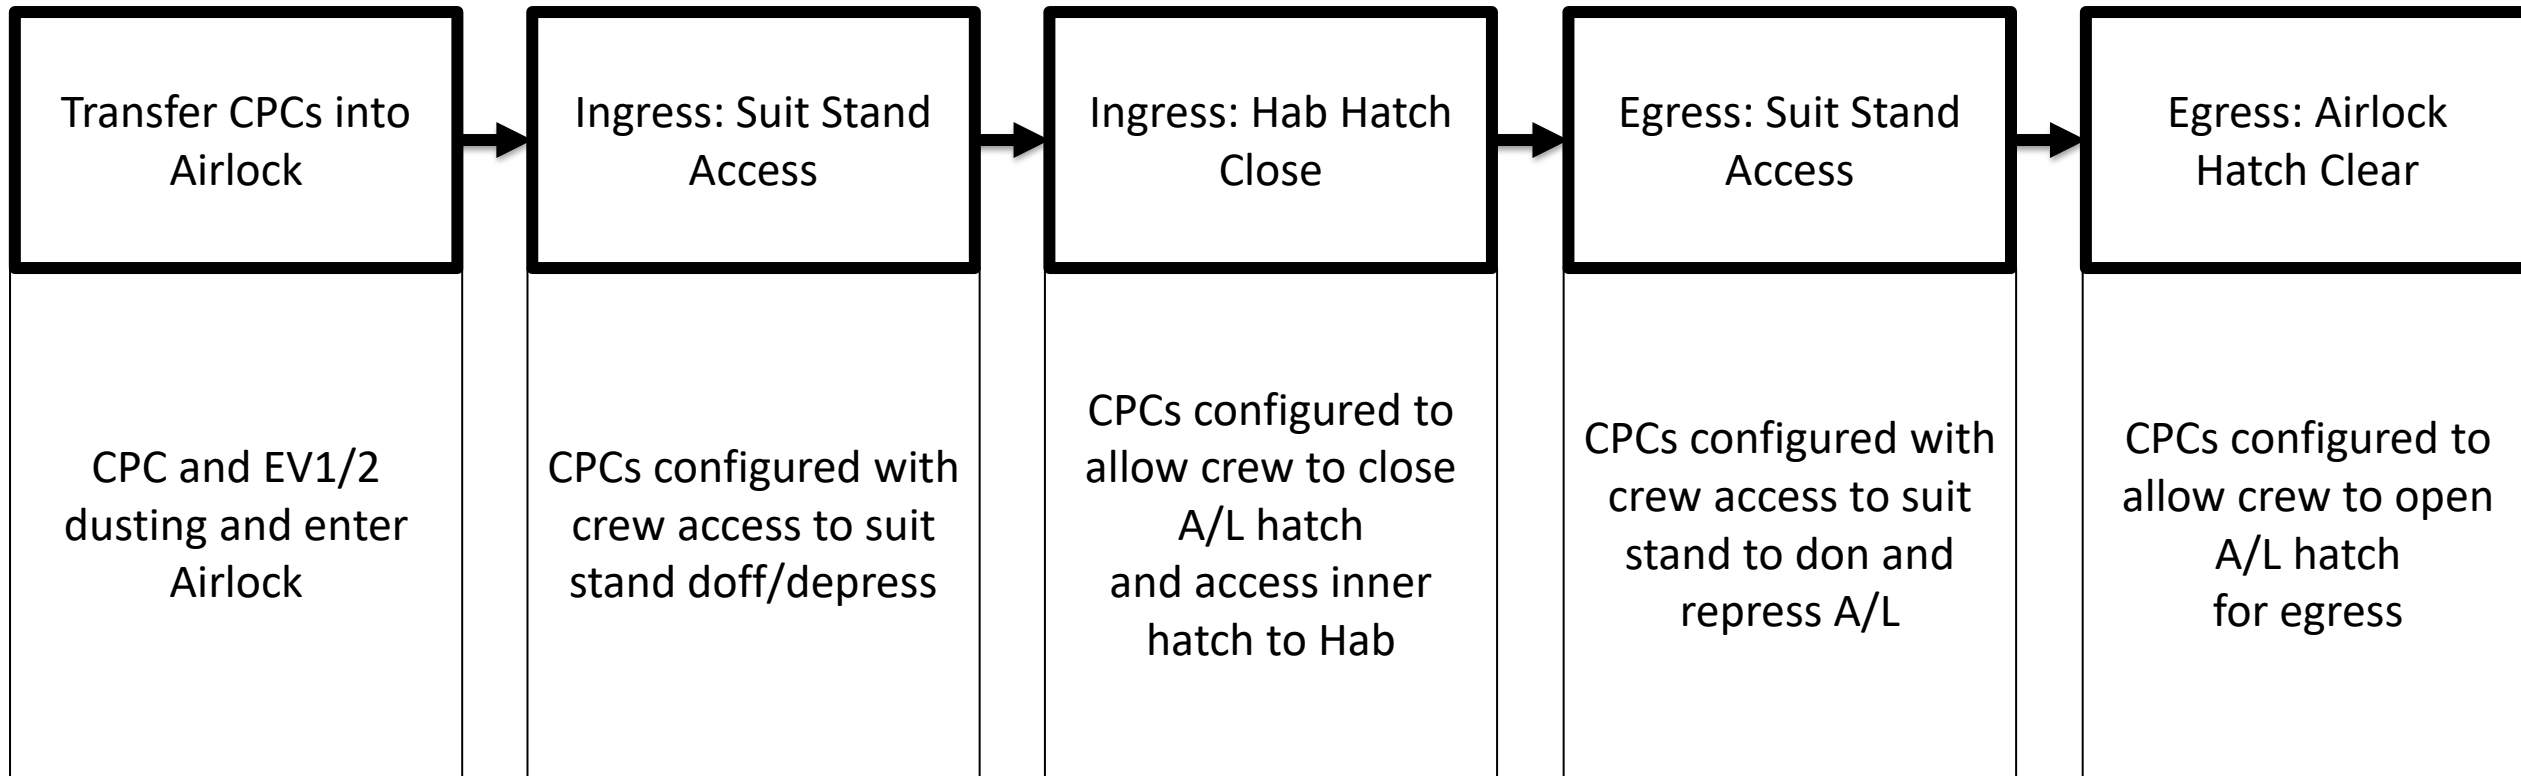 Transfer CPCs into
Airlock
Ingress: Suit Stand
Access
Ingress: Hab Hatch
Close
Egress: Suit Stand
Access
Egress: Airlock
Hatch Clear
CPC and EV1/2
dusting and enter
Airlock
CPCs configured with
crew access to suit
stand doff/depress
CPCs configured to
allow crew to close
A/L hatch
and access inner
hatch to Hab
CPCs configured with
crew access to suit
stand to don and
repress A/L
CPCs configured to
allow crew to open
A/L hatch
for egress